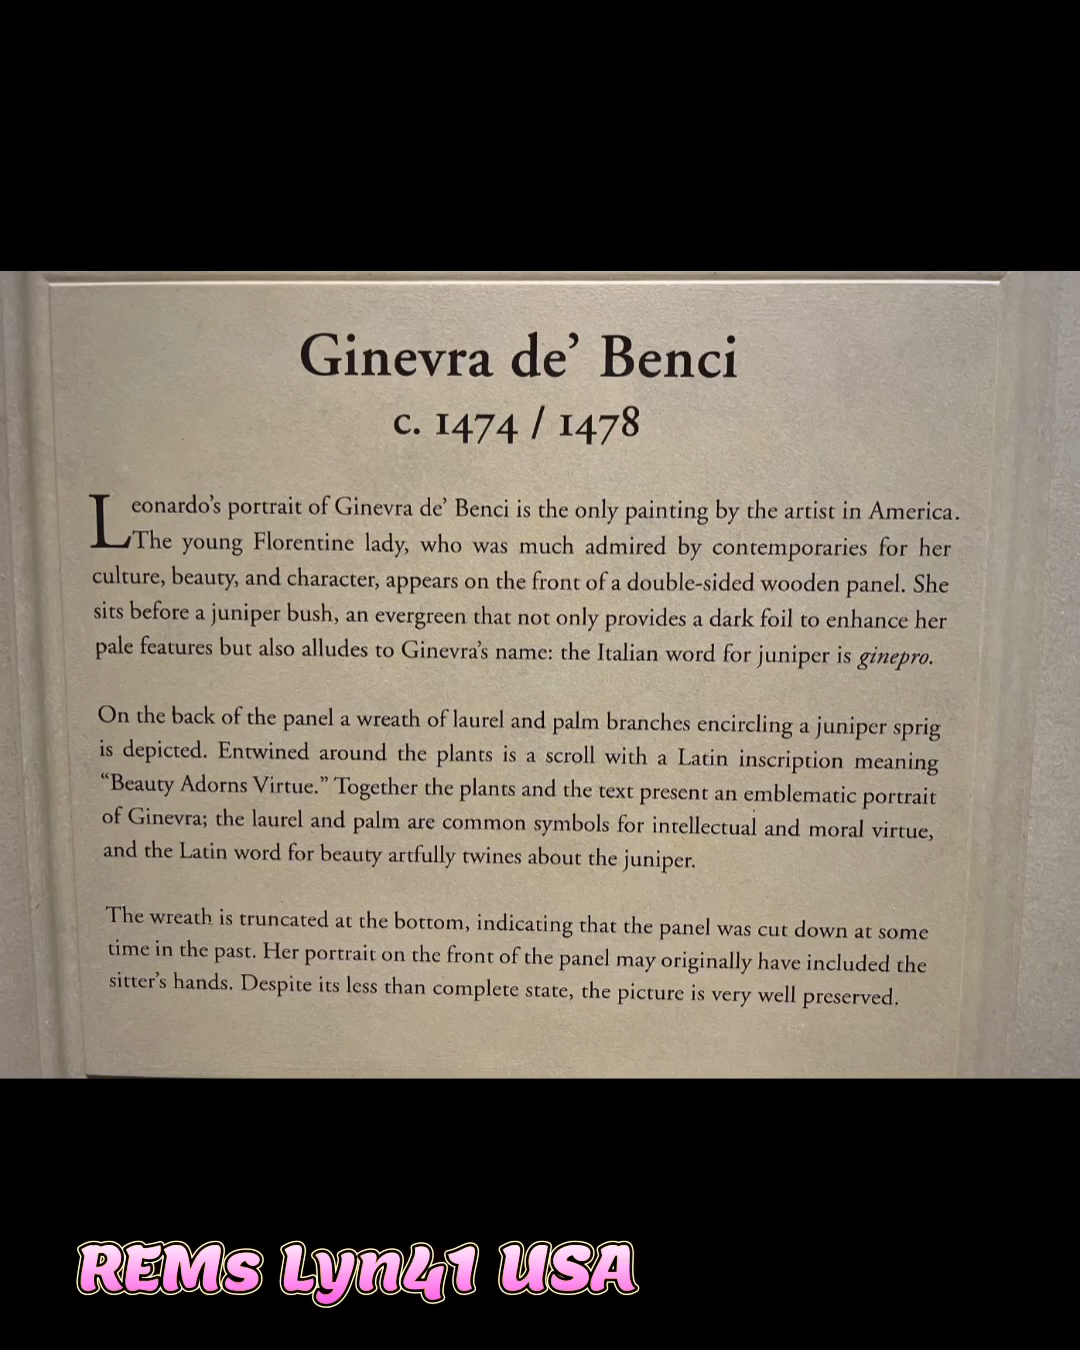 Ginevra de’ Benci
c. 1474 / 1478
Leonardo’s portrait of Ginevra de’ Benci is the only painting by the artist in America.
The young Florentine lady, who was much admired by contemporaries for her
culture, beauty, and character, appears on the front of a double-sided wooden panel. She
sits before a juniper bush, an evergreen that not only provides a dark foil to enhance her
pale features but also alludes to Ginevra’s name: the Italian word for juniper is ginepro.
On the back of the panel a wreath of laurel and palm branches encircling a juniper sprig
is depicted. Entwined around the plants is a scroll with a Latin inscription meaning
“Beauty Adorns Virtue.” Together the plants and the text present an emblematic portrait
of Ginevra; the laurel and palm are common symbols for intellectual and moral virtue,
and the Latin word for beauty artfully twines about the juniper.
The wreath is truncated at the bottom, indicating that the panel was cut down at some
time in the past. Her portrait on the front of the panel may originally have included the
sitter’s hands. Despite its less than complete state, the picture is very well preserved.
REMs Lyn41 USA